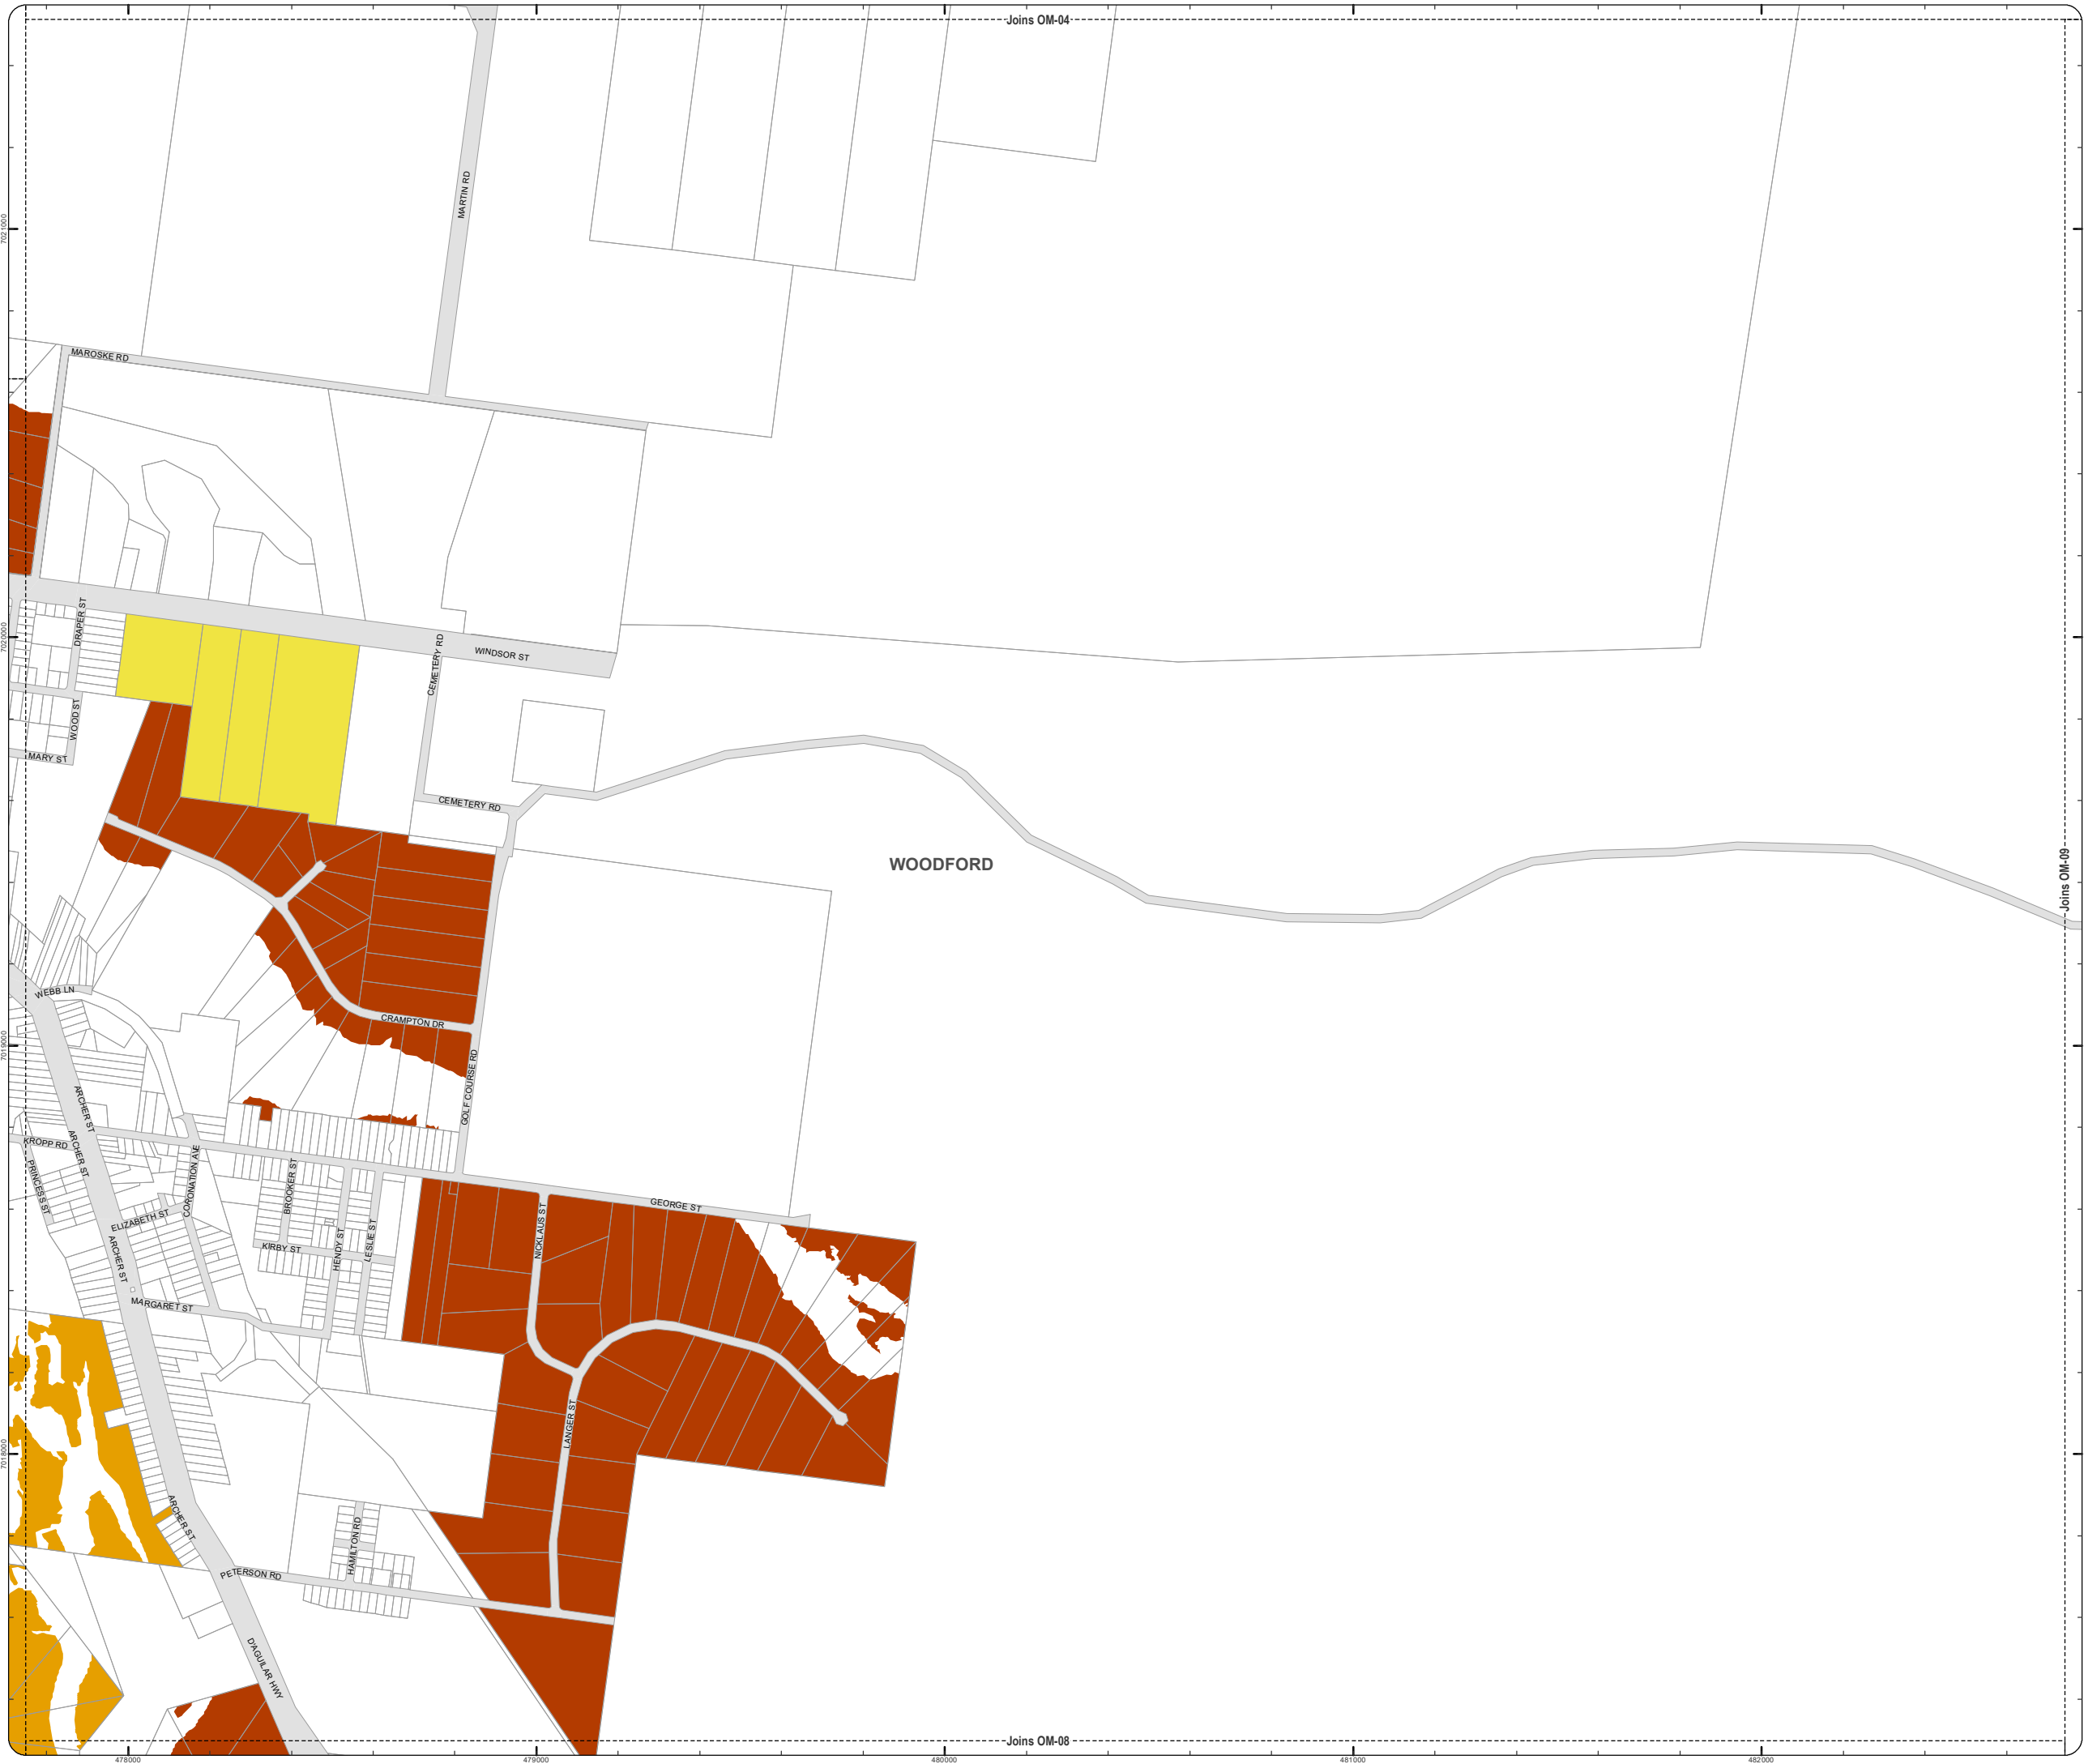 Joins OM-04
MARTIN RD
7021000
MAROSKE RD
DRAPER ST
7020000
CEMETERY RD
WINDSOR ST
WOOD ST
MARY ST
CEMETERY RD
WOODFORD
Joins OM-09
WEBB LN
CRAMPTON DR
7019000
GOLF COURSE RD
ARCHER ST
ARCHER ST
KROPP RD
PRINCESS ST
CORONATION AVE
BROOKER ST
ELIZABETH ST
GEORGE ST
NICKLAUS ST
HENDY ST
LESLIE ST
KIRBY ST
ARCHER ST
MARGARET ST
LANGER ST
7018000
ARCHER ST
HAMILTON RD
PETERSON RD
D'AGUILAR HWY
Joins OM-08
478000
479000
480000
481000
482000